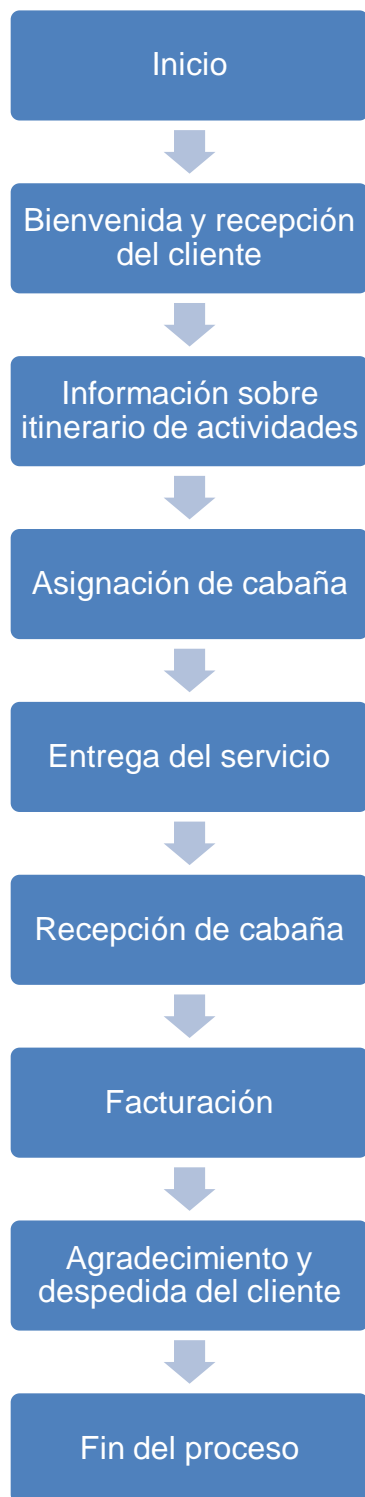 Inicio
Bienvenida y recepción
del cliente
Información sobre
itinerario de actividades
Asignación de cabaña
Entrega del servicio
Recepción de cabaña
Facturación
Agradecimiento y
despedida del cliente
Fin del proceso